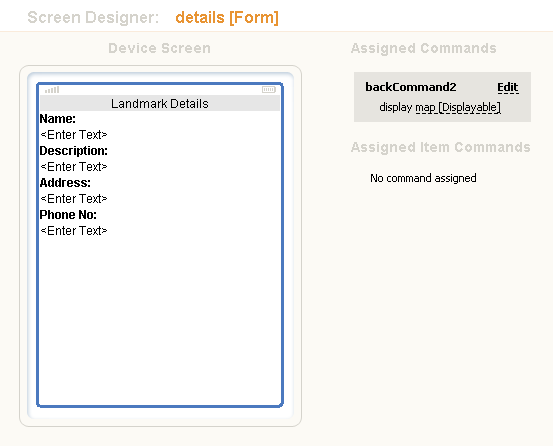 Screen Designer: details [Form]
Device Screen
Landmark Details
Name:
<Enter Text>
Description:
<Enter Text>
Address:
<Enter Text>
Phone No:
<Enter Text>
Assigned Commands
backCommand2 Edit
display map [Displayable]
Assigned Item Commands
No command assigned